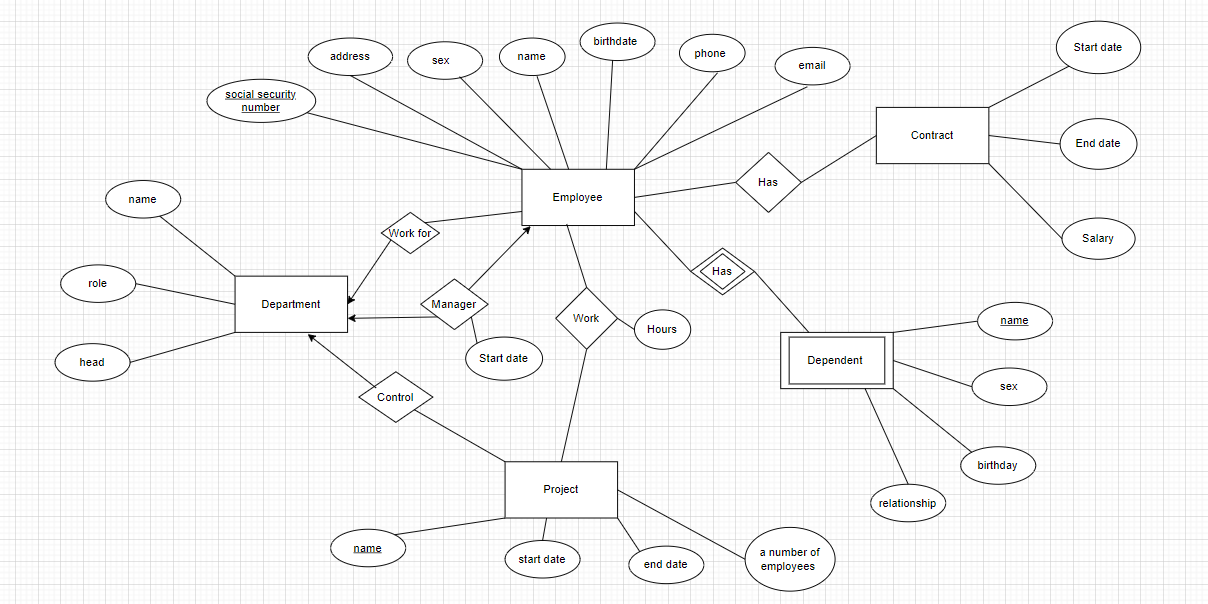 Start date
birthdate
address
sex
name
phone
email
social security
number
Contract
End date
Has
Employee
name
Work for
Salary
Has
role
Department
Manager
Work
Hours
name
Start date
Dependent
head
sex
Control
birthday
Project
relationship
name
start date
end date
a number of
employees